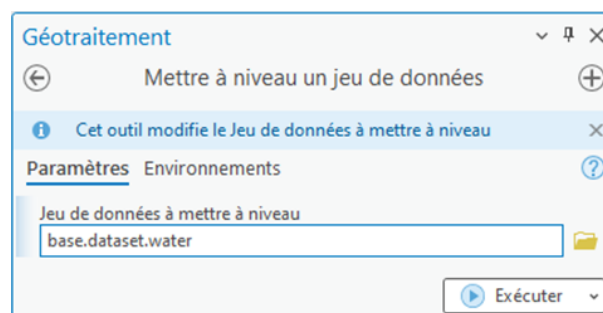 Géotraitement
Mettre à niveau un jeu de données
Cet outil modifie le Jeu de données à mettre à niveau
Paramètres Environnements
Jeu de données à mettre à niveau
base.dataset.water
Exécuter